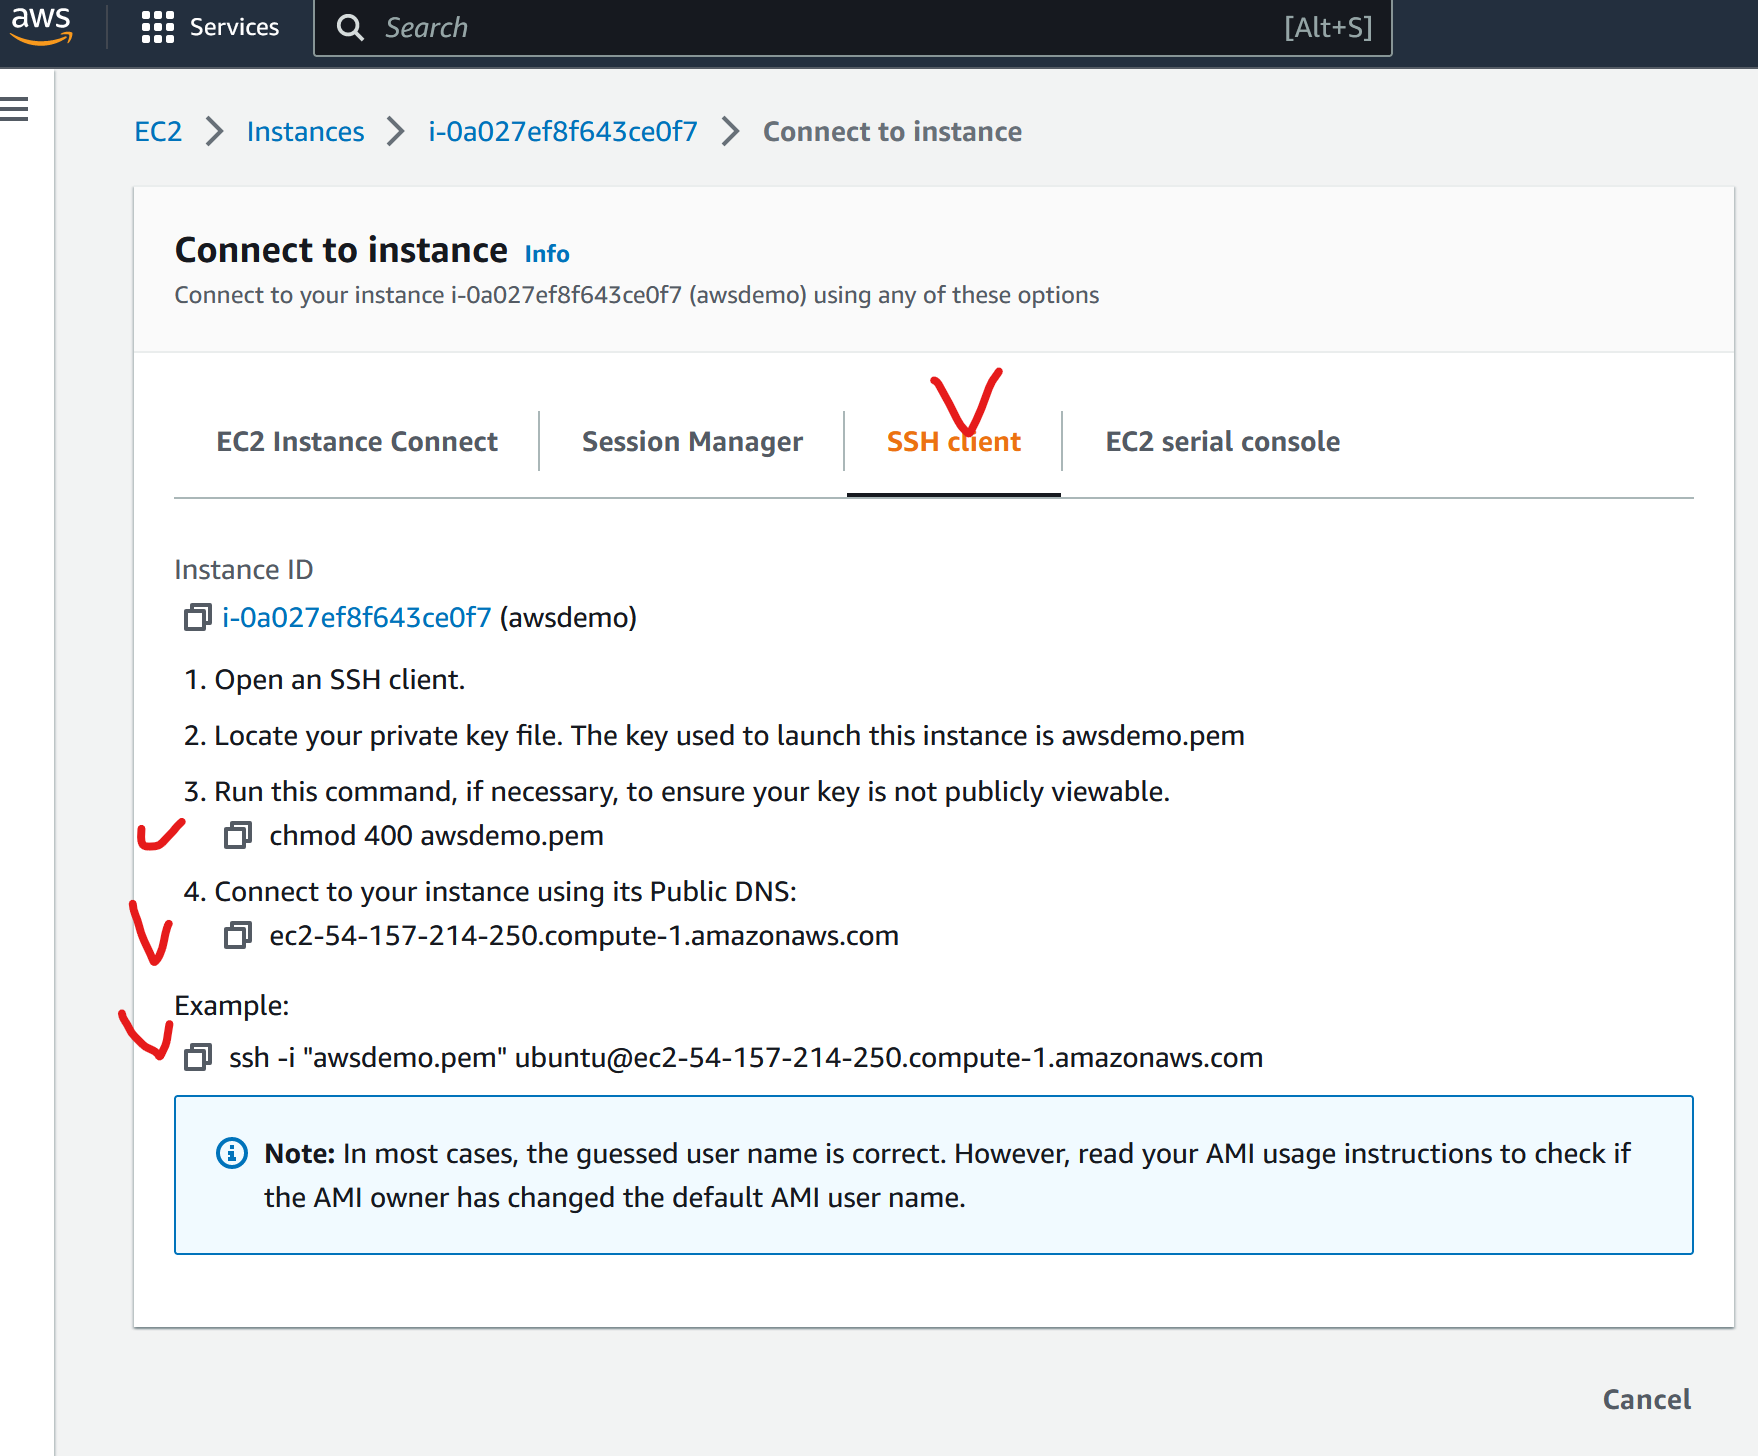 aws
Services
Search
[Alt+S]
EC2
Instances
i-0a027ef8f643ce0f7
Connect to instance
Connect to instance Info
Connect to your instance i-0a027ef8f643ce0f7 (awsdemo) using any of these options
EC2 Instance Connect
Session Manager
SSH client
EC2 serial console
Instance ID
i-0a027ef8f643ce0f7 (awsdemo)
1. Open an SSH client.
2. Locate your private key file. The key used to launch this instance is awsdemo.pem
3. Run this command, if necessary, to ensure your key is not publicly viewable.
chmod 400 awsdemo.pem
4. Connect to your instance using its Public DNS:
ec2-54-157-214-250.compute-1.amazonaws.com
Example:
ssh -i "awsdemo.pem" ubuntu@ec2-54-157-214-250.compute-1.amazonaws.com
Note: In most cases, the guessed user name is correct. However, read your AMI usage instructions to check if
the AMI owner has changed the default AMI user name.
Cancel